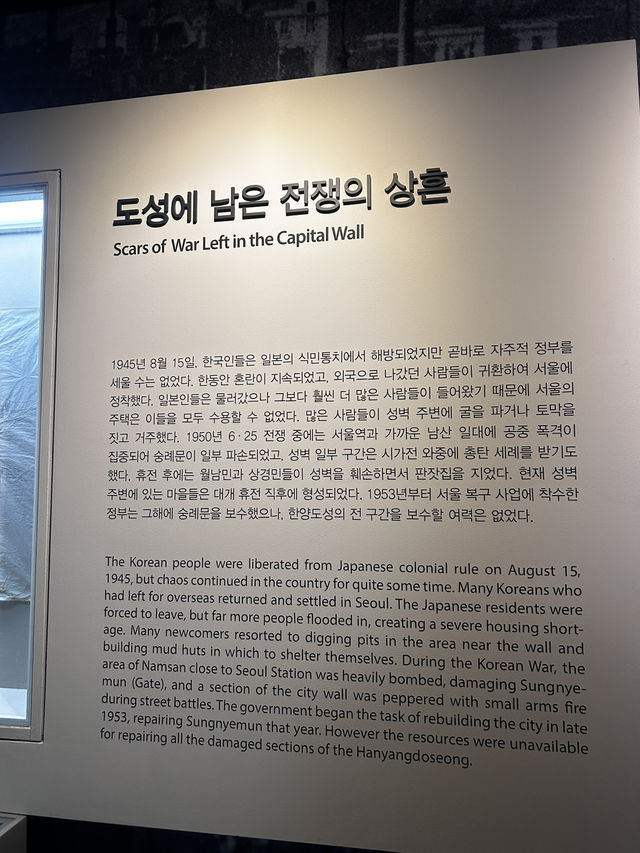 도성에 남은 전쟁의 상흔
Scars of War Left in the Capital Wall
1945년 8월 15일, 한국인들은 일본의 식민통치에서 해방되었지만 곧바로 자주적 정부를
세울 수는 없었다. 한동안 혼란이 지속되었고, 외국으로 나갔던 사람들이 귀환하여 서울에
정착했다. 일본인들은 물러갔으나 그보다 훨씬 더 많은 사람들이 들어왔기 때문에 서울의
주택은 이들을 모두 수용할 수 없었다. 많은 사람들이 성벽 주변에 굴을 파거나 토막을
짓고 거주했다. 1950년 6·25 전쟁 중에는 서울역과 가까운 남산 일대에 공중 폭격이
집중되어 숭례문이 일부 파손되었고, 성벽 일부 구간은 시가전 와중에 총탄 세례를 받기도
했다. 휴전 후에는 월남민과 상경민들이 성벽을 훼손하면서 판잣집을 지었다. 현재 성벽
주변에 있는 마을들은 대개 휴전 직후에 형성되었다. 1953년부터 서울 복구 사업에 착수한
정부는 그해에 숭례문을 보수했으나, 한양도성의 전 구간을 보수할 여력은 없었다.
The Korean people were liberated from Japanese colonial rule on August 15,
1945, but chaos continued in the country for quite some time. Many Koreans who
had left for overseas returned and settled in Seoul. The Japanese residents were
forced to leave, but far more people flooded in, creating a severe housing short-
age. Many newcomers resorted to digging pits in the area near the wall and
building mud huts in which to shelter themselves. During the Korean War, the
area of Namsan close to Seoul Station was heavily bombed, damaging Sungnye-
mun (Gate), and a section of the city wall was peppered with small arms fire
during street battles. The government began the task of rebuilding the city in late
1953, repairing Sungnyemun that year. However the resources were unavailable
for repairing all the damaged sections of the Hanyangdoseong.